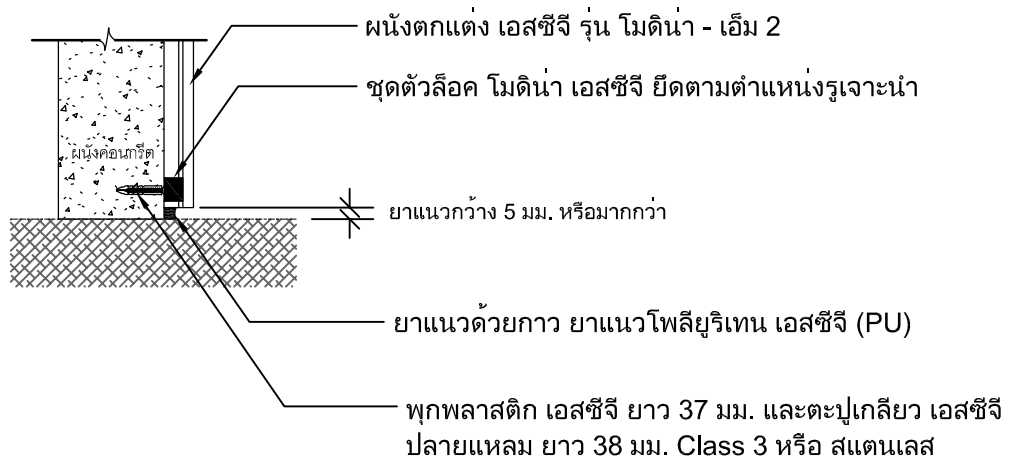 ผนังตกแต่ง เอสซีจี รุ่น โมดิน่า - เอ็ม 2
ชุดตัวล็อค โมดิน่า เอสซีจี ยึดตามตำแหน่งรูเจาะนำ
ผนังคอนกรีต
ยาแนวกว้าง 5 มม. หรือมากกว่า
ยาแนวด้วยกาว ยาแนวโพลียูริเทน เอสซีจี (PU)
พุกพลาสติก เอสซีจี ยาว 37 มม. และตะปูเกลียว เอสซีจี
ปลายแหลม ยาว 38 มม. Class 3 หรือ สแตนเลส